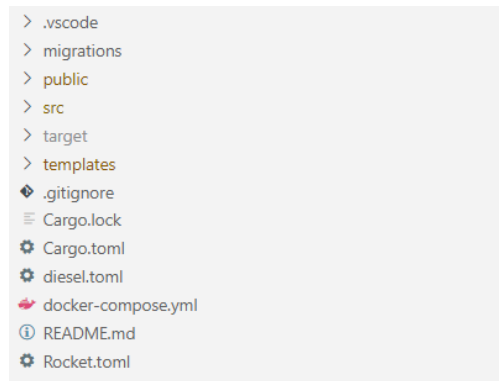 .vscode
migrations
public
src
target
templates
.gitignore
Cargo.lock
Cargo.toml
diesel.toml
docker-compose.yml
README.md
Rocket.toml